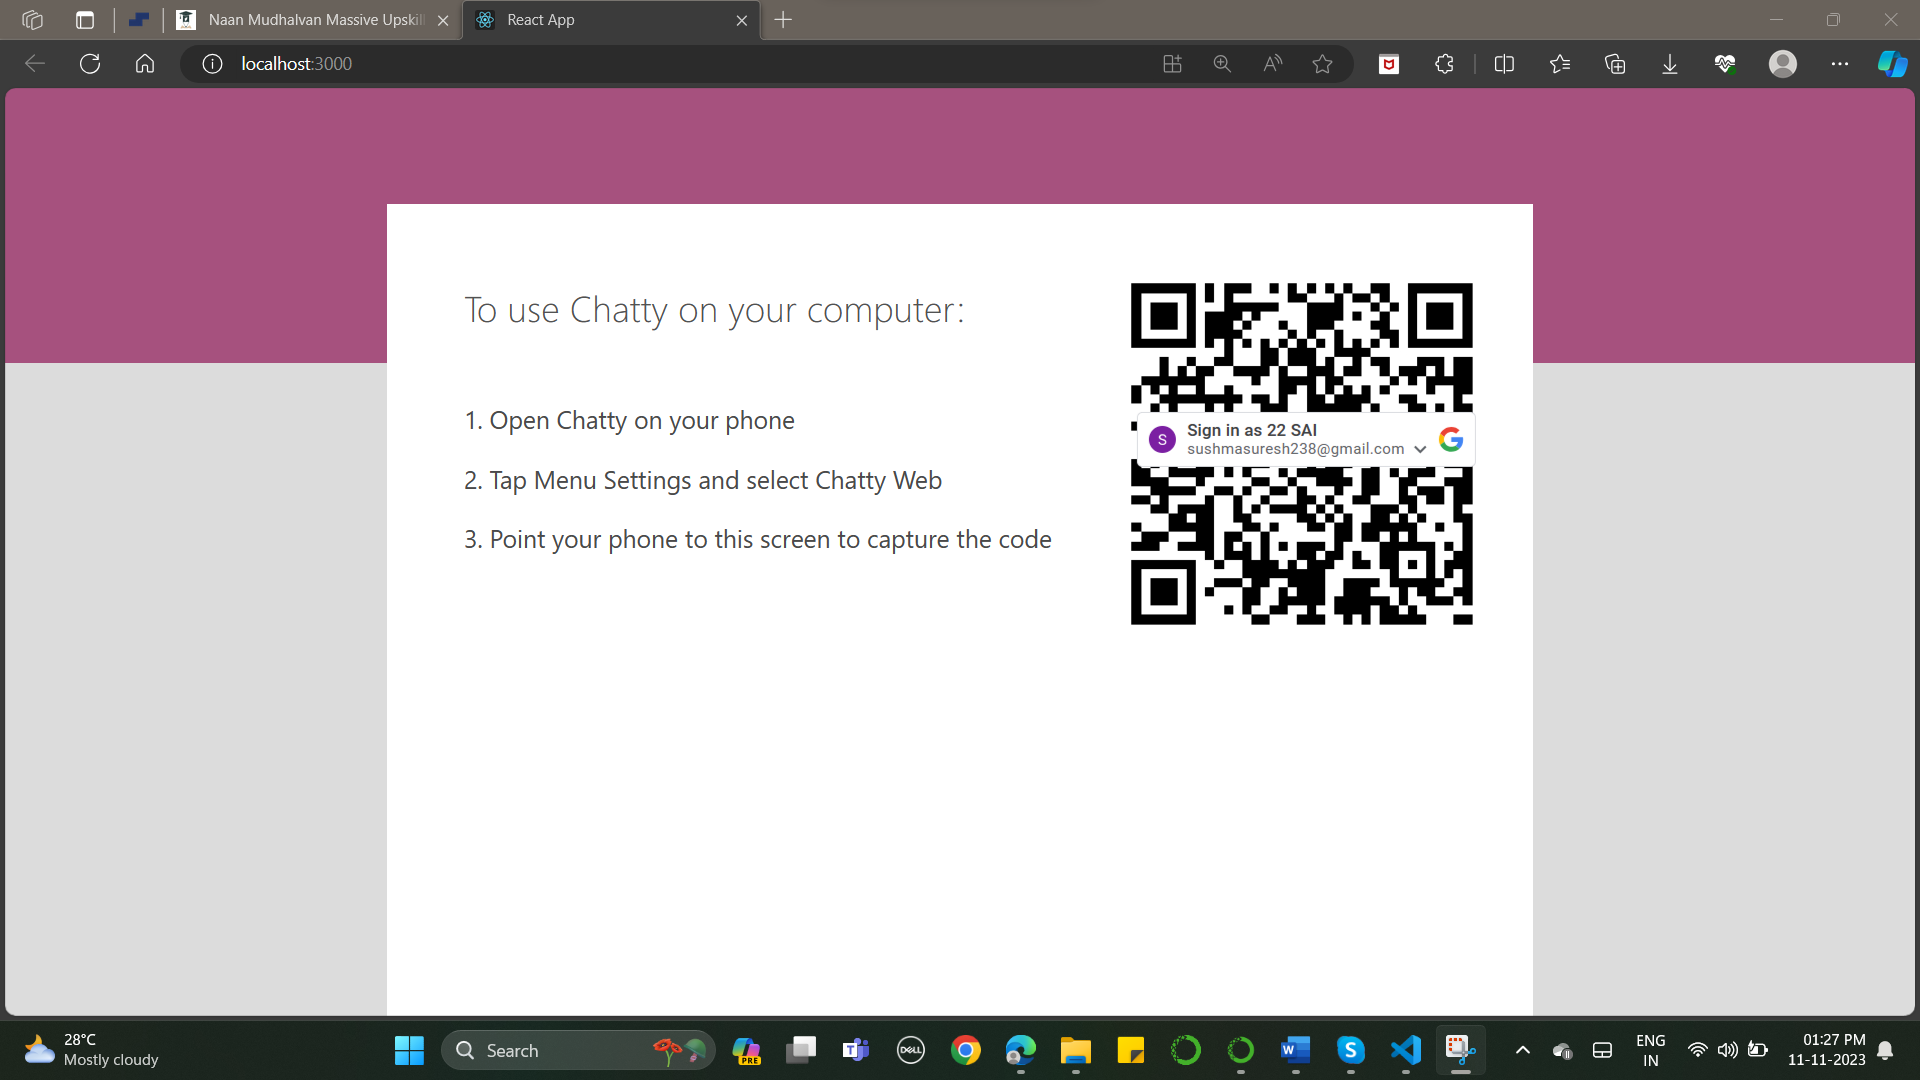 Naan Mudhalvan Massive Upskil
React App
localhost:3000
To use Chatty on your computer:
1. Open Chatty on your phone
2. Tap Menu Settings and select Chatty Web
3. Point your phone to this screen to capture the code
S
Sign in as 22 SAI
sushmasuresh238@gmail.com
28°C
Mostly cloudy
Search
PRE
T
DELL
W
S
ENG
IN
01:27 PM
11-11-2023